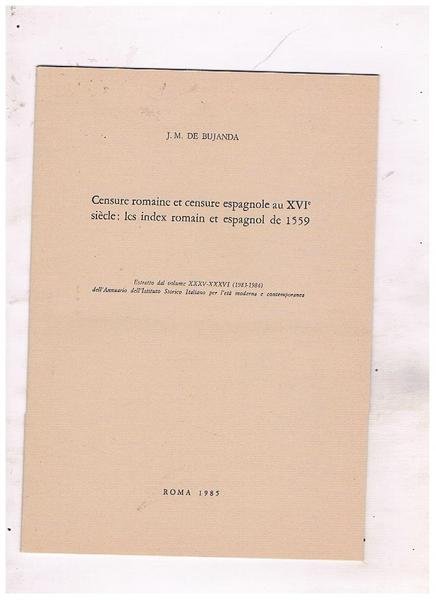 J. M. DE BUJANDA
Censure romaine et censure espagnole au XVIe
siècle: les index romain et espagnol de 1559
Estratto dal volume XXXV-XXXVI (1983-1984)
dell'Annuario dell'Istituto Storico Italiano per l'età moderna e contemporanea
ROMA 1985